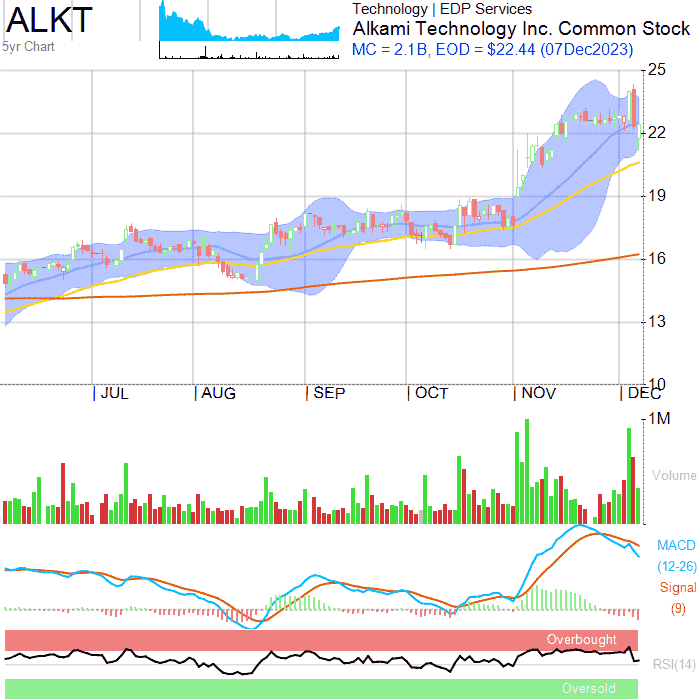 ALKT
5yr Chart
Technology | EDP Services
Alkami Technology Inc. Common Stock
MC = 2.1B, EOD = $22.44 (07Dec2023)
25
22
19
16
13
10
JUL AUG SEP OCT NOV DEC
1M
Volume
MACD
(12-26)
Signal
(9)
Overbought
RSI(14)
Oversold